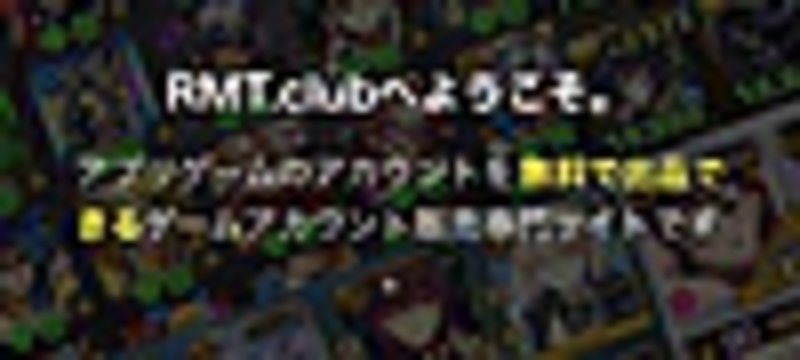 RMT.clubへようこそ。
アプリゲームのアカウントを無料で出品で
きるゲームアカウント販売専門サイトです